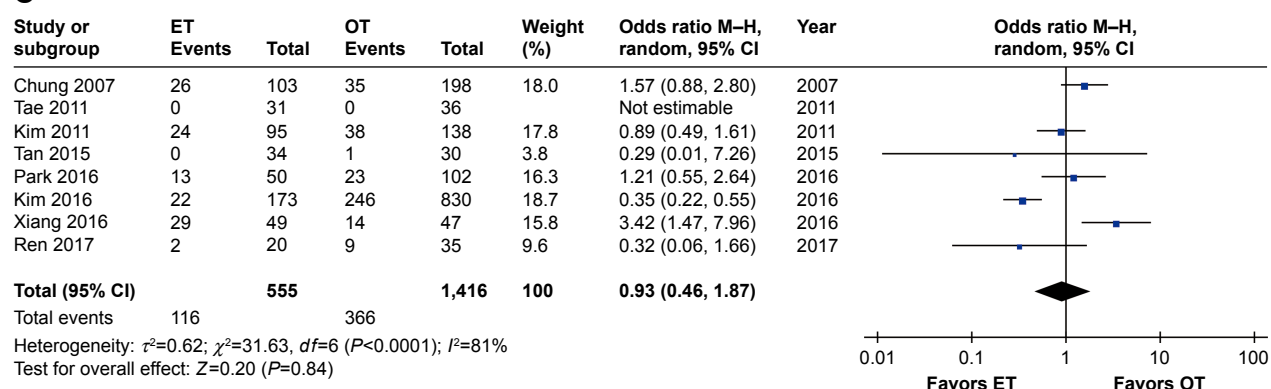 Study or subgroup ET Events Total OT Events Total Weight (%) Odds ratio M–H, random, 95% CI Year Odds ratio M–H, random, 95% CI
Chung 2007 26 103 35 198 18.0 1.57 (0.88, 2.80) 2007
Tae 2011 0 31 0 36 Not estimable 2011
Kim 2011 24 95 38 138 17.8 0.89 (0.49, 1.61) 2011
Tan 2015 0 34 1 30 3.8 0.29 (0.01, 7.26) 2015
Park 2016 13 50 23 102 16.3 1.21 (0.55, 2.64) 2016
Kim 2016 22 173 246 830 18.7 0.35 (0.22, 0.55) 2016
Xiang 2016 29 49 14 47 15.8 3.42 (1.47, 7.96) 2016
Ren 2017 2 20 9 35 9.6 0.32 (0.06, 1.66) 2017
Total (95% CI) 555 1,416 100 0.93 (0.46, 1.87)
Total events 116 366
Heterogeneity: τ²=0.62; χ²=31.63, df=6 (P<0.0001); I²=81%
Test for overall effect: Z=0.20 (P=0.84)
0.01 0.1 1 10 100
Favors ET Favors OT